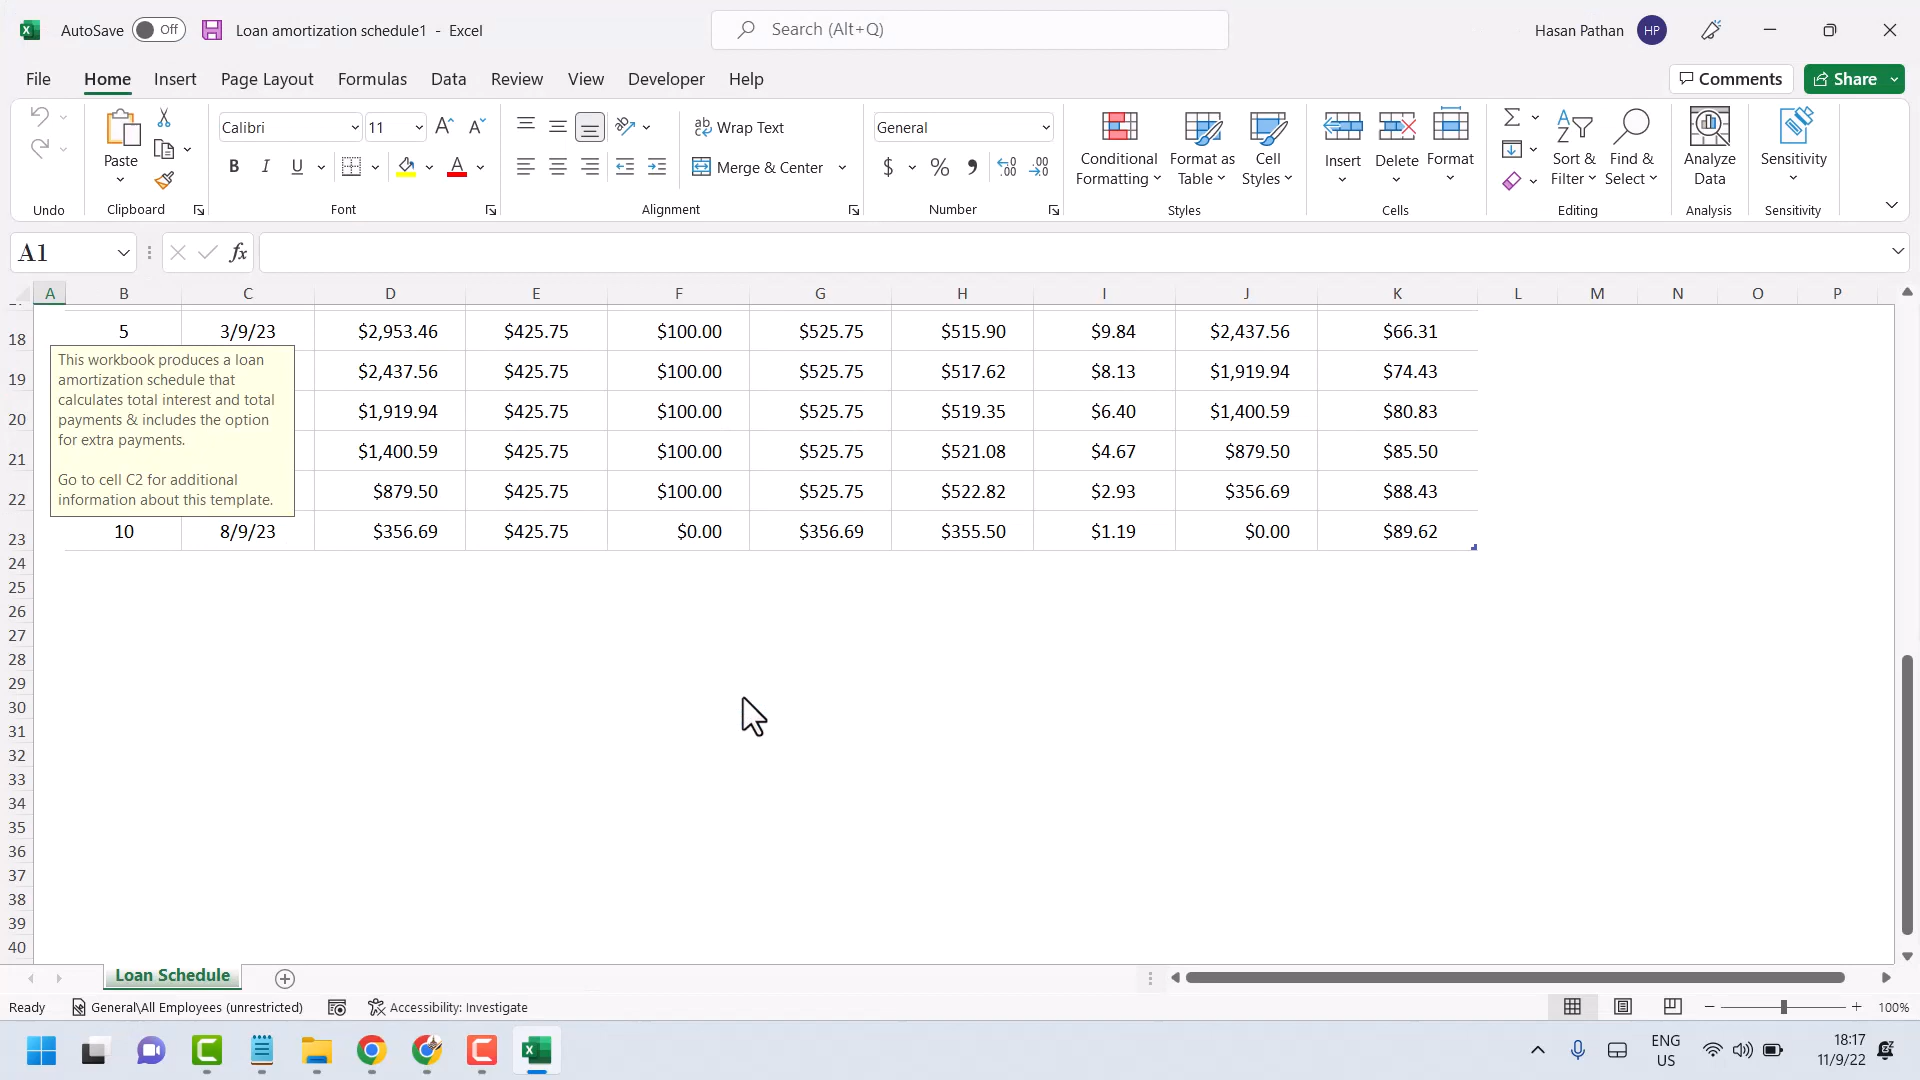 AutoSave Off Loan amortization schedule1 - Excel Search (Alt+Q) Hasan Pathan HP
File Home Insert Page Layout Formulas Data Review View Developer Help Comments Share
Calibri 11 Wrap Text General
Paste Conditional Formatting Format as Table Cell Styles Insert Delete Format Sort & Filter Find & Select Analyze Data Sensitivity
B I U Merge & Center $ % ,
Undo Clipboard Font Alignment Number Styles Cells Editing Analysis Sensitivity
A1 fx
A B C D E F G H I J K L M N O P
18 5 3/9/23 $2,953.46 $425.75 $100.00 $525.75 $515.90 $9.84 $2,437.56 $66.31
This workbook produces a loan
amortization schedule that
calculates total interest and total
payments & includes the option
for extra payments.
Go to cell C2 for additional
information about this template.
19 $2,437.56 $425.75 $100.00 $525.75 $517.62 $8.13 $1,919.94 $74.43
20 $1,919.94 $425.75 $100.00 $525.75 $519.35 $6.40 $1,400.59 $80.83
21 $1,400.59 $425.75 $100.00 $525.75 $521.08 $4.67 $879.50 $85.50
22 $879.50 $425.75 $100.00 $525.75 $522.82 $2.93 $356.69 $88.43
23 10 8/9/23 $356.69 $425.75 $0.00 $356.69 $355.50 $1.19 $0.00 $89.62
24
25
26
27
28
29
30
31
32
33
34
35
36
37
38
39
40
Loan Schedule
Ready General\All Employees (unrestricted) Accessibility: Investigate 100%
ENG 18:17
US 11/9/22